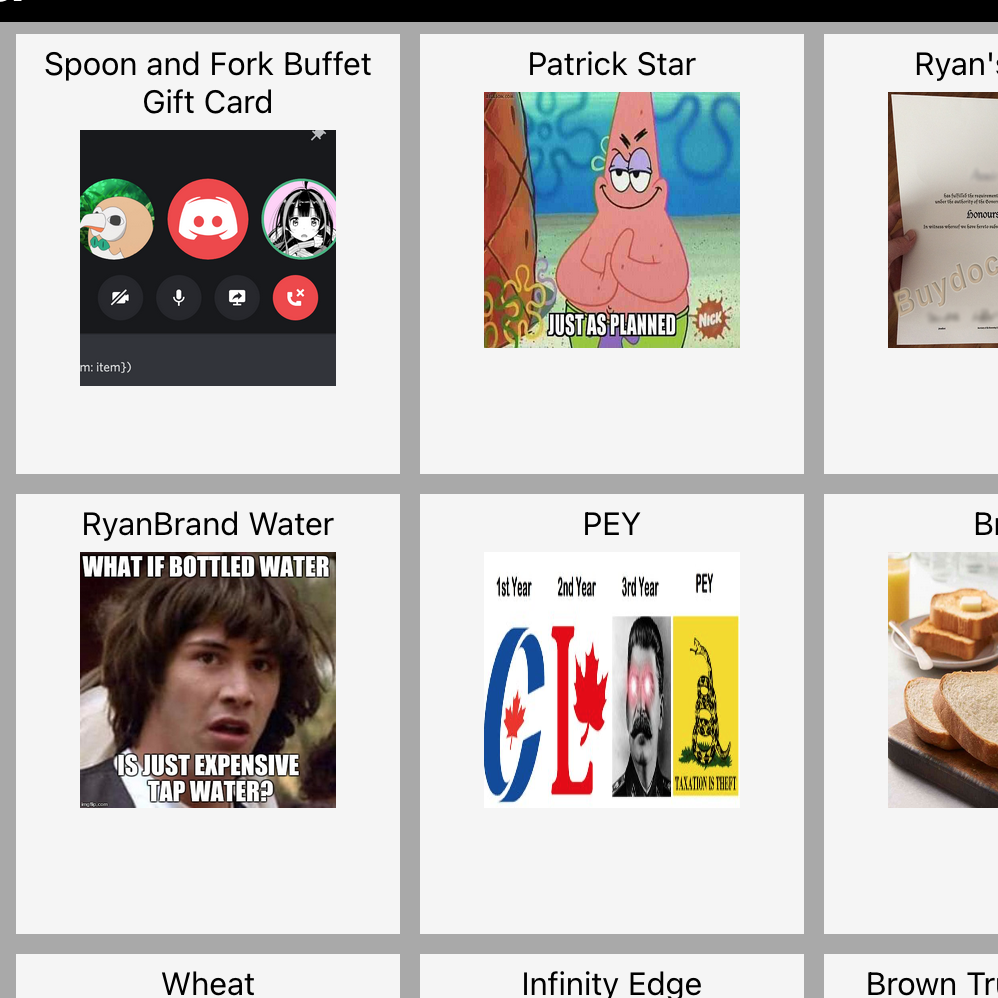 Spoon and Fork Buffet
Gift Card
m: item})
Patrick Star
JUST AS PLANNED
NICK
Ryan's
Honours
Buydoc
RyanBrand Water
WHAT IF BOTTLED WATER
IS JUST EXPENSIVE
TAP WATER?
imgflip.com
PEY
1st Year
2nd Year
3rd Year
PEY
TAXATION IS THEFT
Br
Wheat
Infinity Edge
Brown Tru